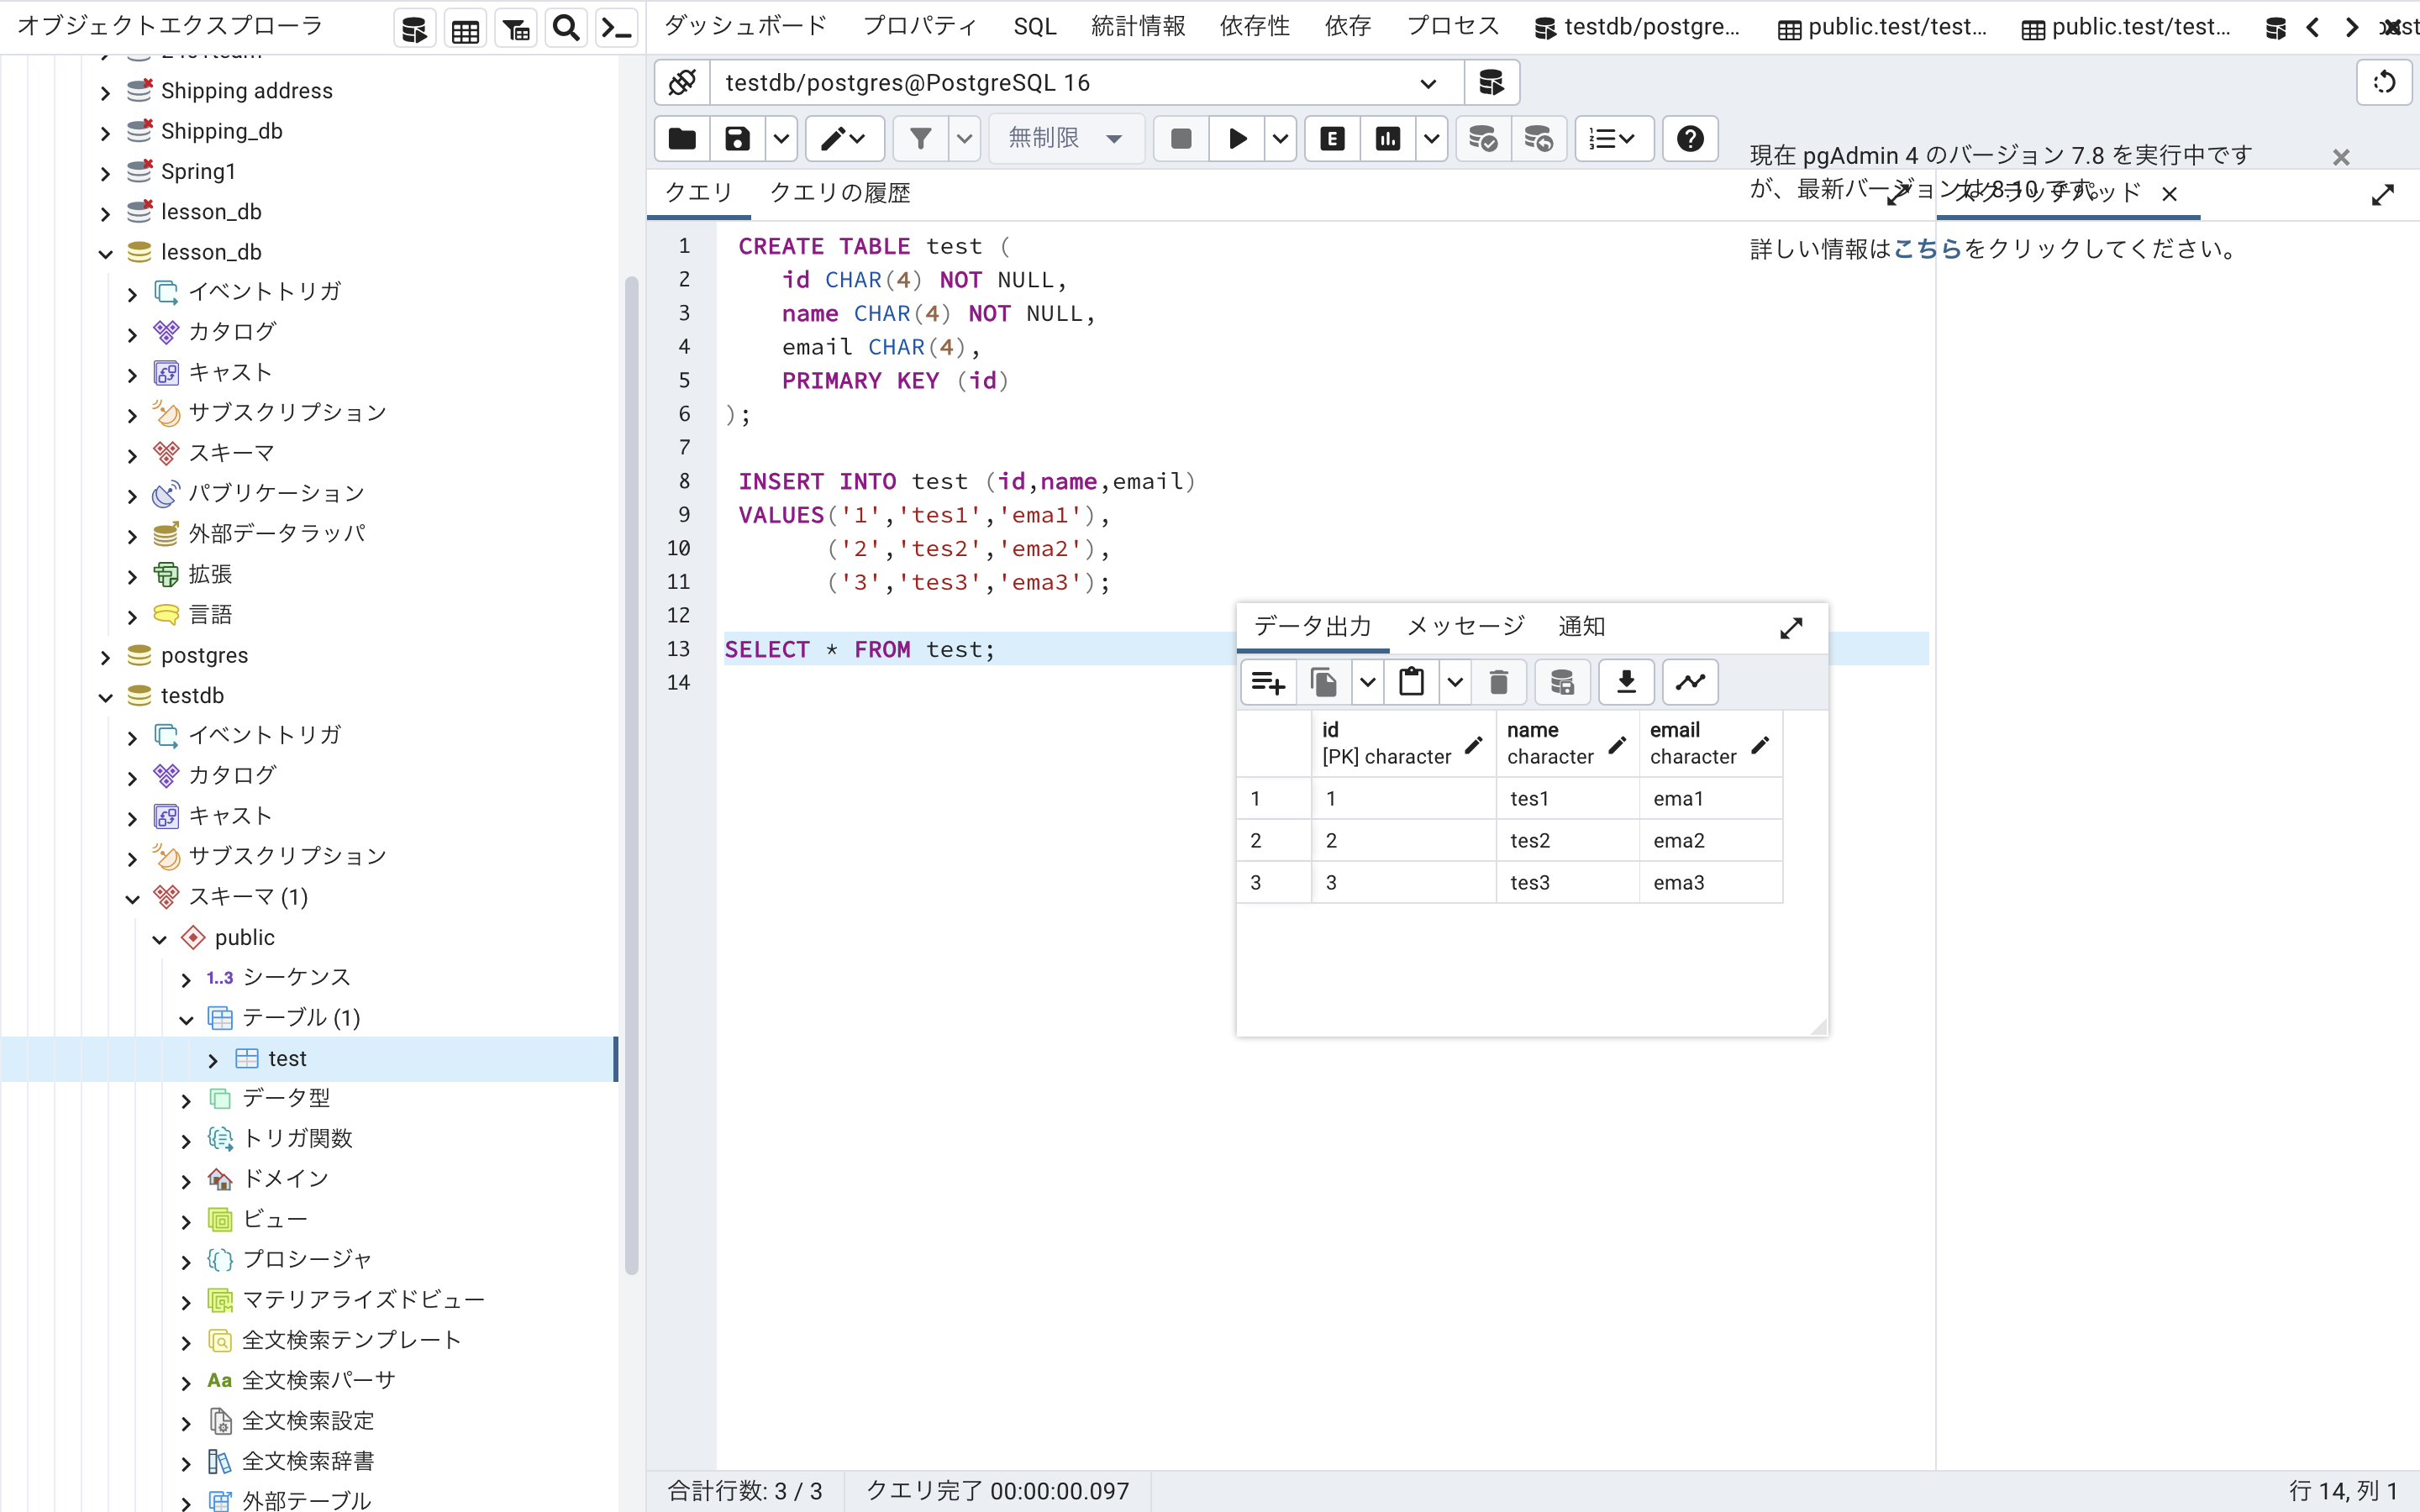 オブジェクトエクスプローラ
ダッシュボード プロパティ SQL 統計情報 依存性 依存 プロセス testdb/postgre... public.test/test... public.test/test...
Shipping address
Shipping_db
Spring1
lesson_db
lesson_db
イベントトリガ
カタログ
キャスト
サブスクリプション
スキーマ
パブリケーション
外部データラッパ
拡張
言語
postgres
testdb
イベントトリガ
カタログ
キャスト
サブスクリプション
スキーマ (1)
public
1..3 シーケンス
テーブル (1)
test
データ型
トリガ関数
ドメイン
ビュー
プロシージャ
マテリアライズドビュー
全文検索テンプレート
Aa 全文検索パーサ
全文検索設定
全文検索辞書
外部テーブル
testdb/postgres@PostgreSQL 16
無制限
E
クエリ クエリの履歴
現在 pgAdmin 4 のバージョン 7.8 を実行中です
が、最新バージョンは 8.10 です。
スクラッチパッド
詳しい情報はこちらをクリックしてください。
1 CREATE TABLE test (
2 id CHAR(4) NOT NULL,
3 name CHAR(4) NOT NULL,
4 email CHAR(4),
5 PRIMARY KEY (id)
6 );
7
8 INSERT INTO test (id,name,email)
9 VALUES('1','tes1','ema1'),
10 ('2','tes2','ema2'),
11 ('3','tes3','ema3');
12
13 SELECT * FROM test;
14
データ出力 メッセージ 通知
id name email
[PK] character character character
1 1 tes1 ema1
2 2 tes2 ema2
3 3 tes3 ema3
合計行数: 3 / 3 クエリ完了 00:00:00.097 行 14, 列 1